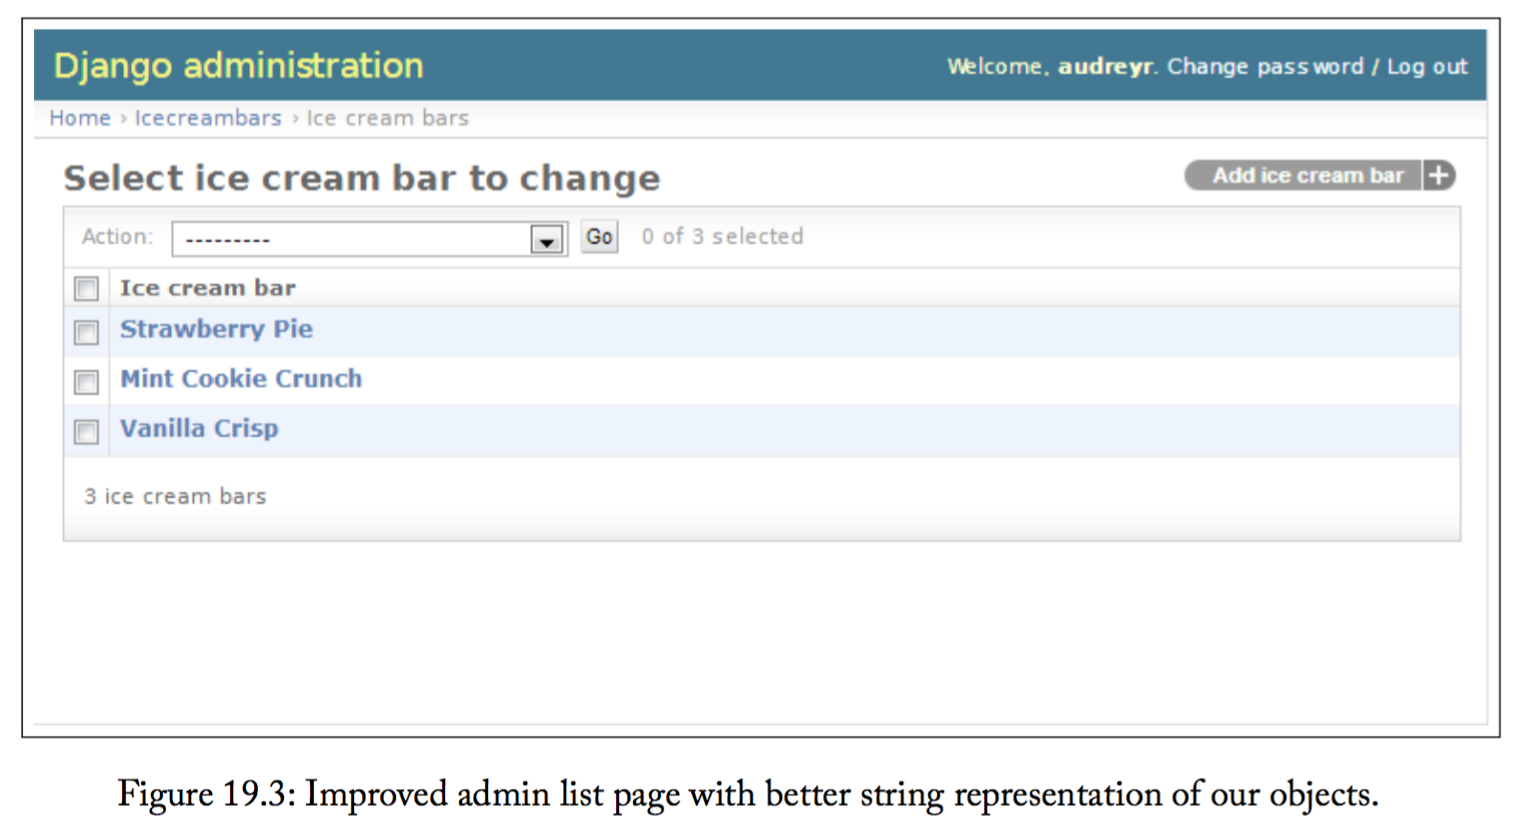 Django administration
Welcome, audreyr. Change password / Log out
Home › Icecreambars › Ice cream bars
Select ice cream bar to change
Add ice cream bar +
Action: --------- Go 0 of 3 selected
Ice cream bar
Strawberry Pie
Mint Cookie Crunch
Vanilla Crisp
3 ice cream bars
Figure 19.3: Improved admin list page with better string representation of our objects.